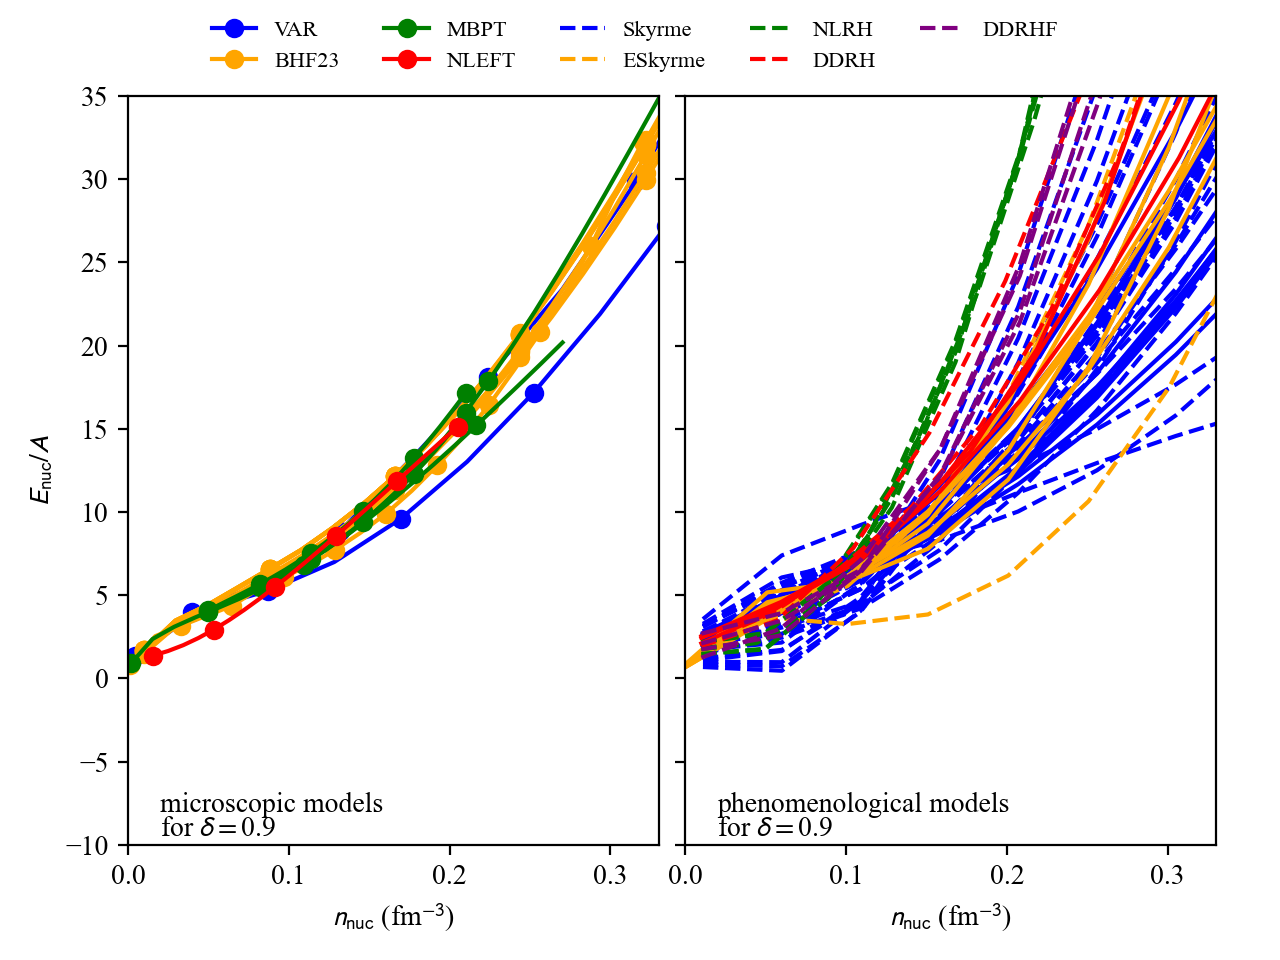 VAR MBPT Skyrme NLRH DDRHF
BHF23 NLEFT ESkyrme DDRH
35
30
25
20
15
10
5
0
−5
−10
E_nuc/A
microscopic models
for δ = 0.9
phenomenological models
for δ = 0.9
0.0 0.1 0.2 0.3 0.0 0.1 0.2 0.3
n_nuc (fm⁻³) n_nuc (fm⁻³)